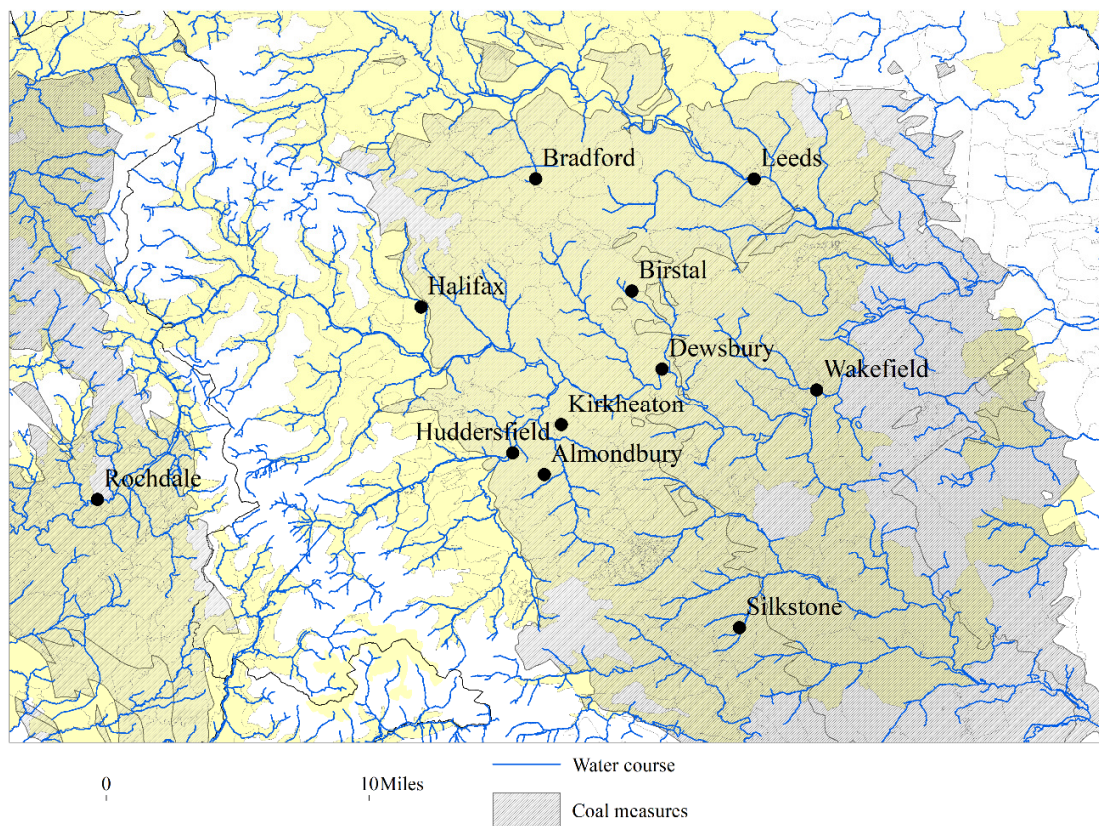 Bradford
Leeds
Birstal
Halifax
Dewsbury
Wakefield
Kirkheaton
Huddersfield
Almondbury
Rochdale
Silkstone
0
10Miles
Water course
Coal measures